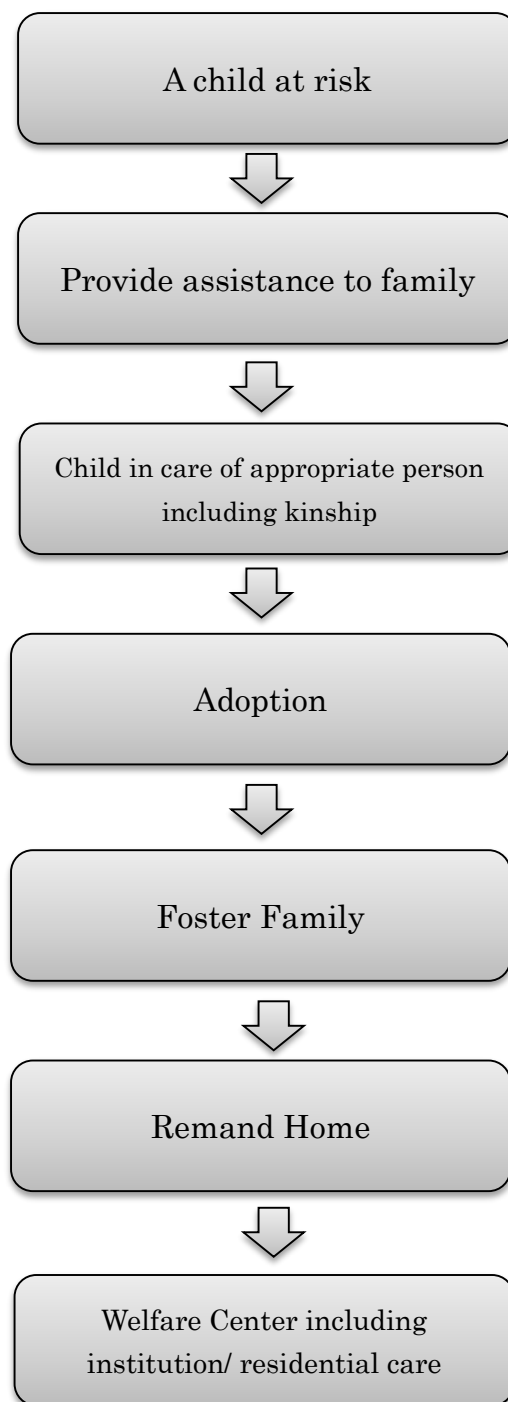 A child at risk
Provide assistance to family
Child in care of appropriate person
including kinship
Adoption
Foster Family
Remand Home
Welfare Center including
institution/ residential care